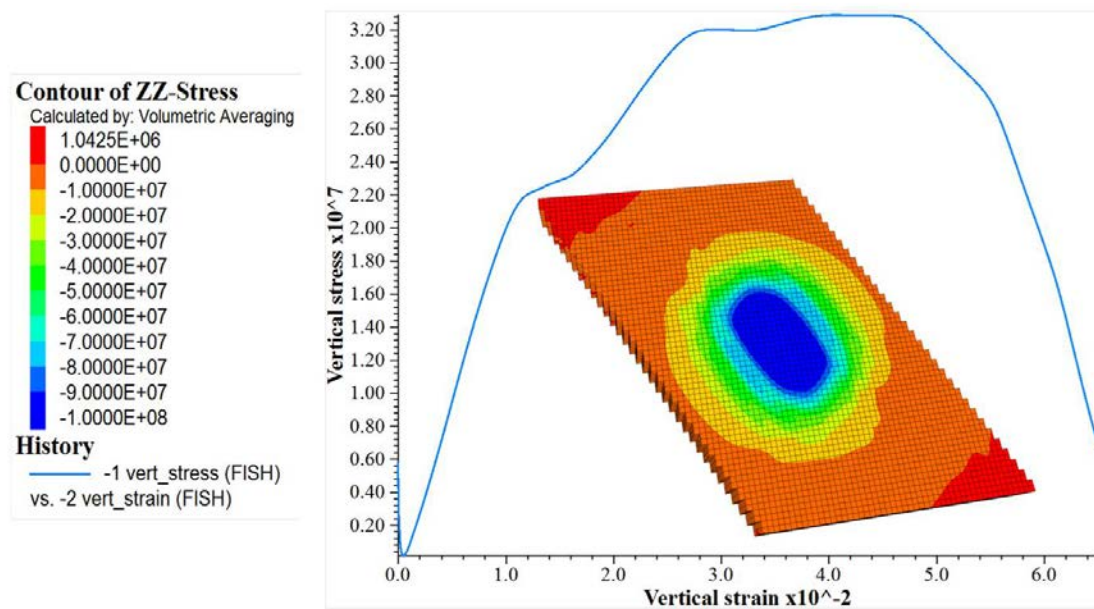 Contour of ZZ-Stress
Calculated by: Volumetric Averaging
1.0425E+06
0.0000E+00
-1.0000E+07
-2.0000E+07
-3.0000E+07
-4.0000E+07
-5.0000E+07
-6.0000E+07
-7.0000E+07
-8.0000E+07
-9.0000E+07
-1.0000E+08
History
-1 vert_stress (FISH)
vs. -2 vert_strain (FISH)
Vertical stress x10^7
3.20
3.00
2.80
2.60
2.40
2.20
2.00
1.80
1.60
1.40
1.20
1.00
0.80
0.60
0.40
0.20
0.0
1.0
2.0
3.0
4.0
5.0
6.0
Vertical strain x10^-2